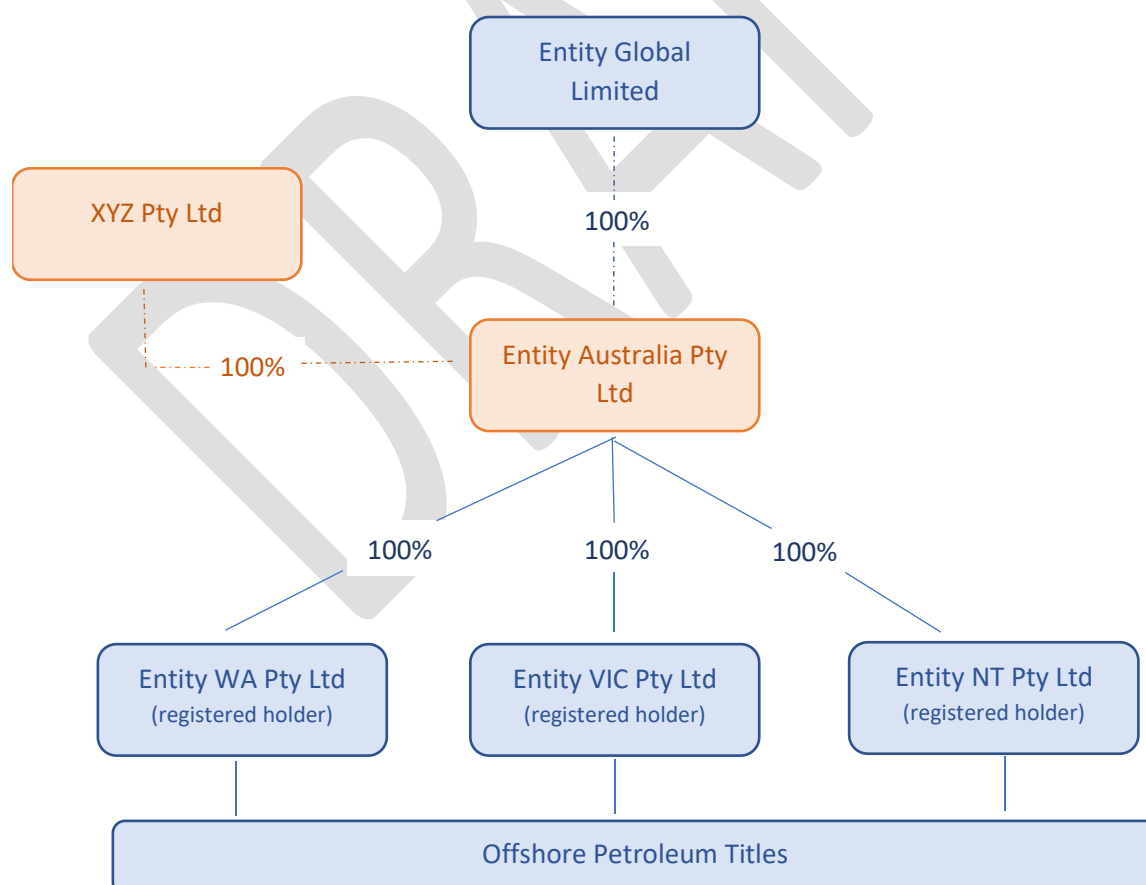 Entity Global
Limited
XYZ Pty Ltd
100%
100%
Entity Australia Pty
Ltd
100%
100%
100%
Entity WA Pty Ltd
(registered holder)
Entity VIC Pty Ltd
(registered holder)
Entity NT Pty Ltd
(registered holder)
Offshore Petroleum Titles